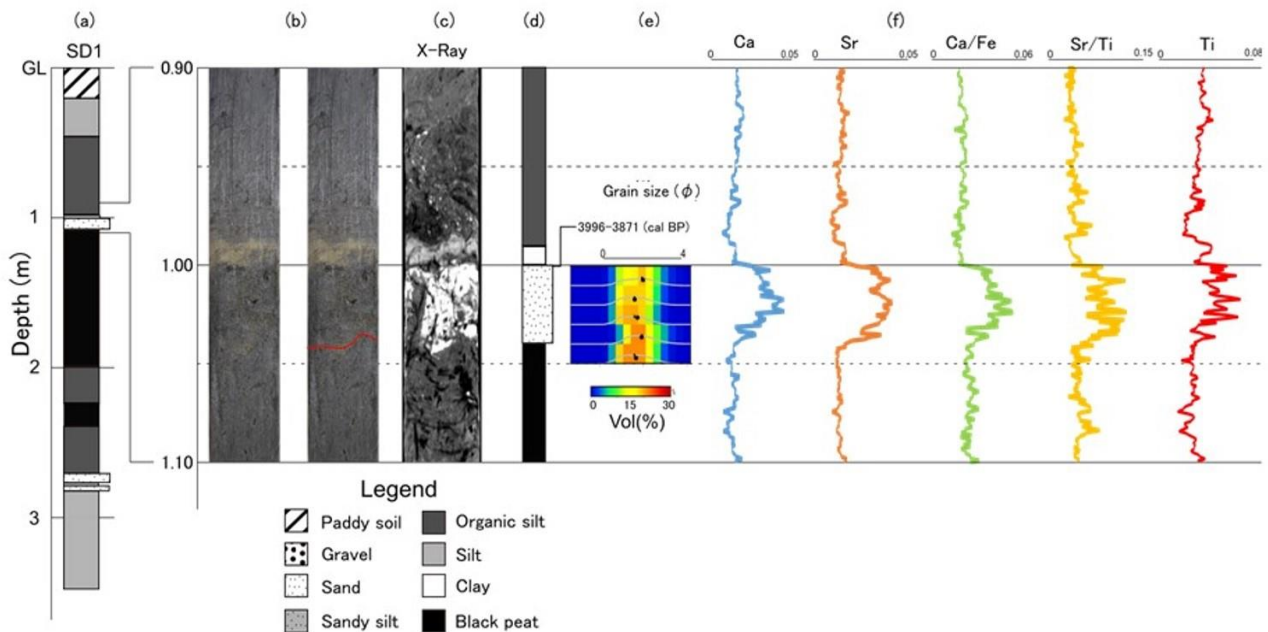 (a) (b) (c) (d) (e) (f)
SD1 X-Ray Ca Sr Ca/Fe Sr/Ti Ti
0 0.05 0 0.05 0 0.06 0 0.15 0 0.08
GL 0.90
Grain size (ϕ)
3996-3871 (cal BP)
0 4
1 1.00
Depth (m)
2
0 15 30
Vol(%)
1.10
3
Legend
Paddy soil Organic silt
Gravel Silt
Sand Clay
Sandy silt Black peat